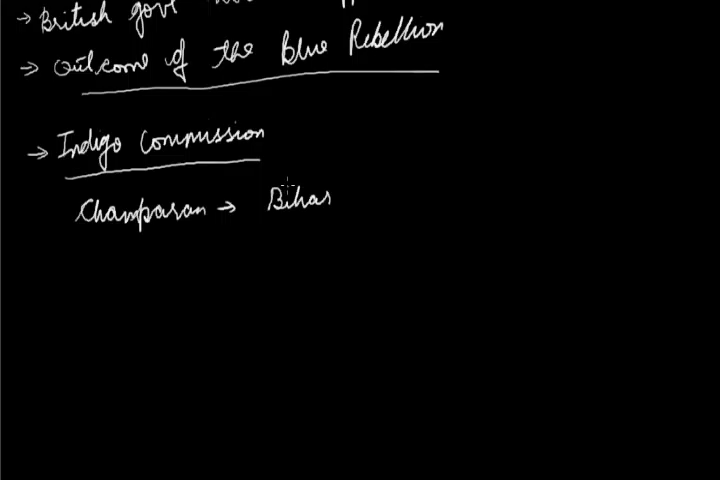 → British govt
→ Outcome of the Blue Rebellion
→ Indigo Commission
Champaran → Bihar